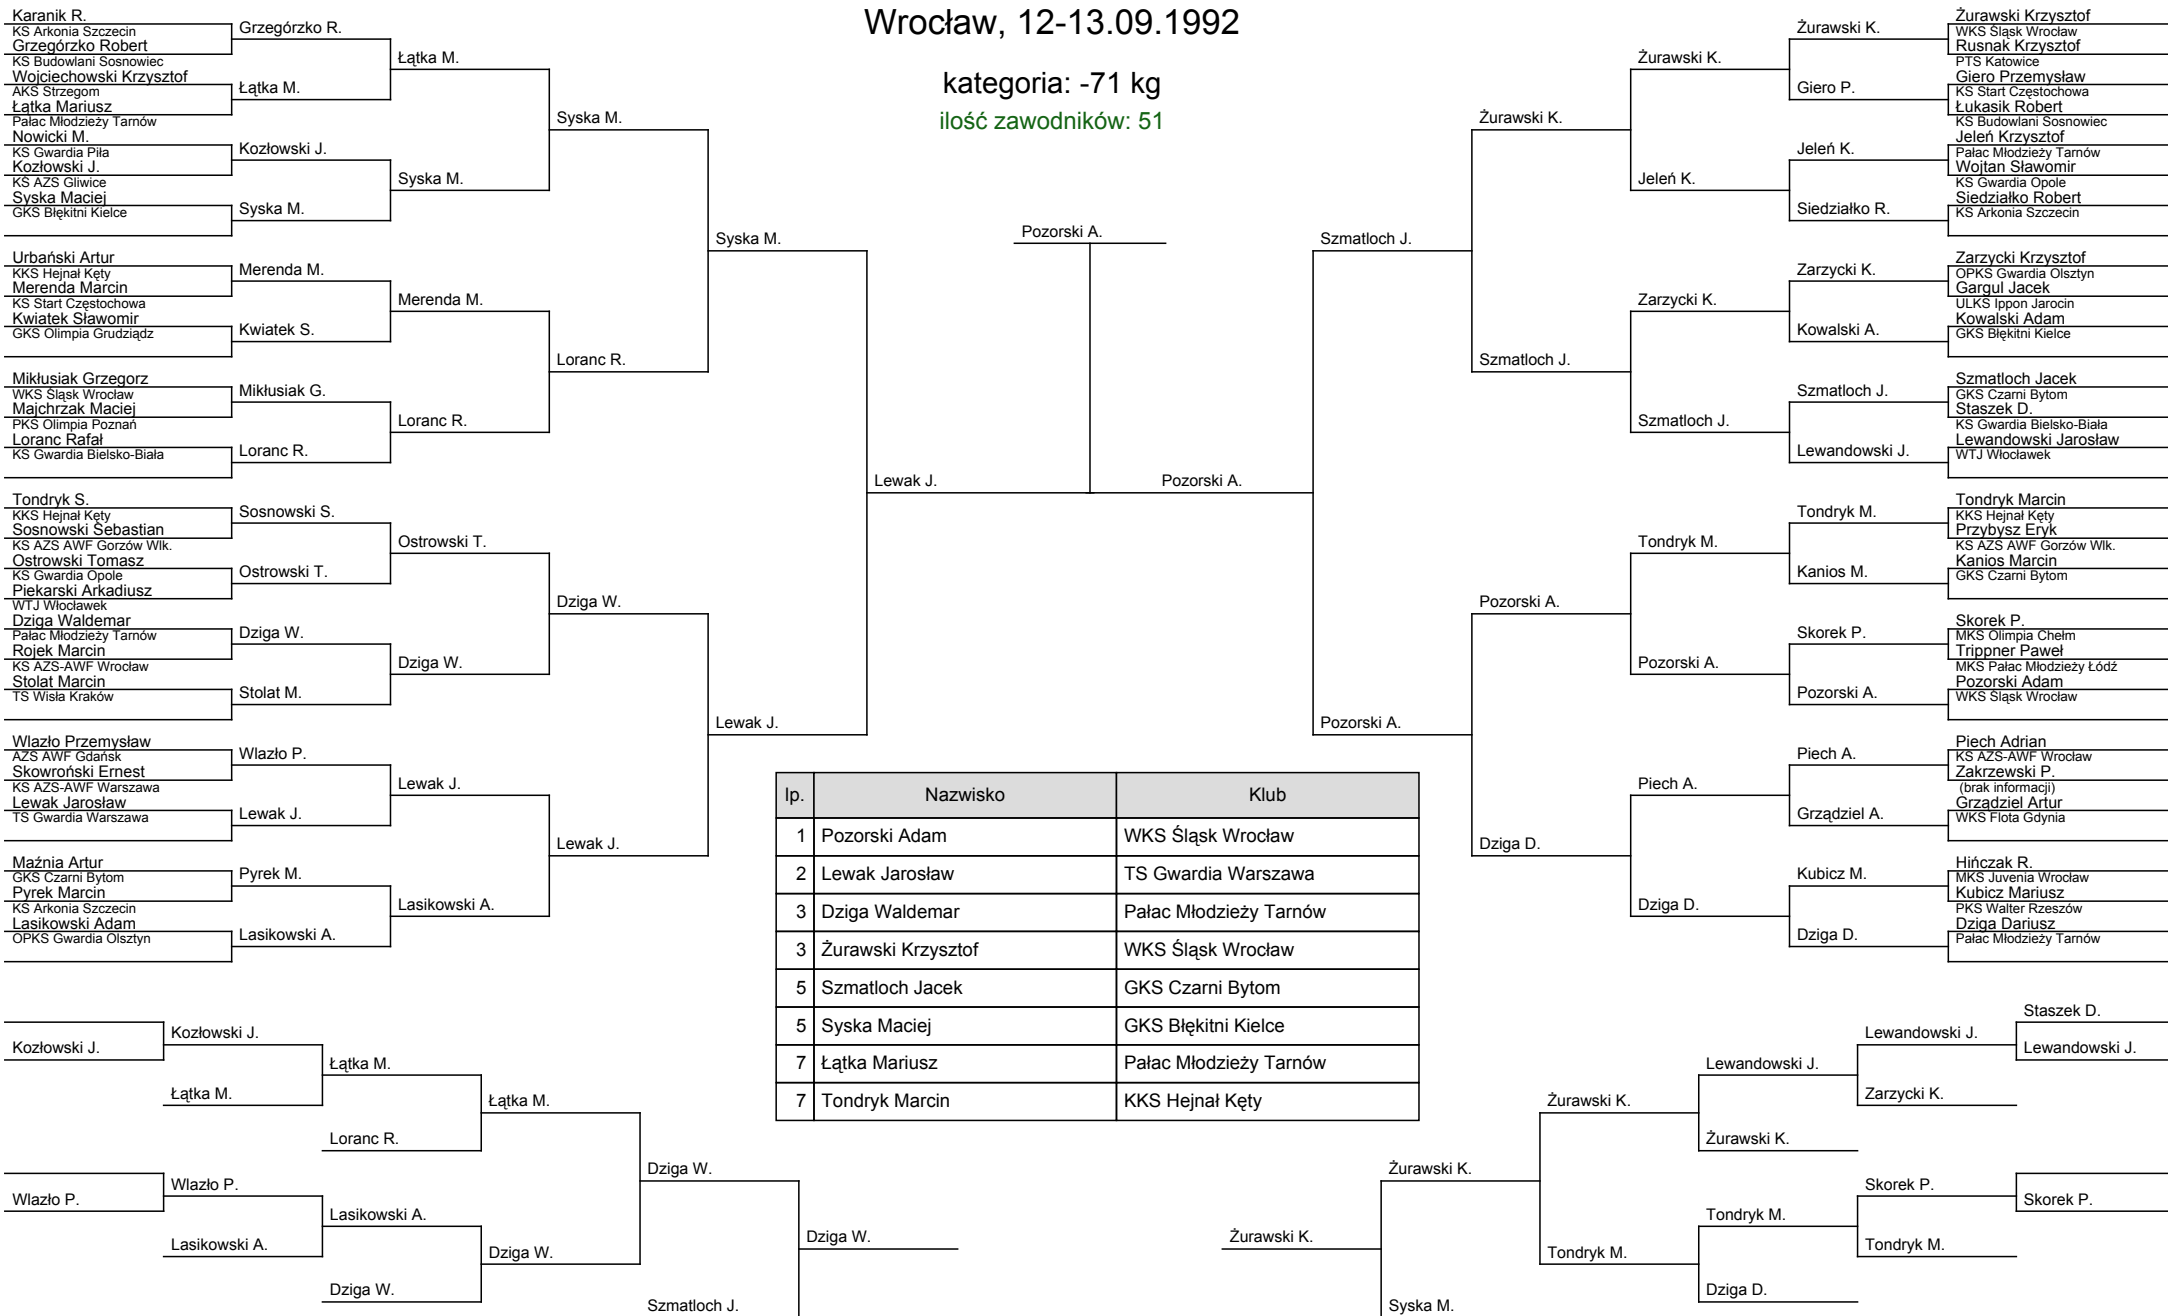 Wrocław, 12-13.09.1992
kategoria: -71 kg
ilość zawodników: 51
Karanik R.
KS Arkonia Szczecin
Grzegórzko Robert
KS Budowlani Sosnowiec
Wojciechowski Krzysztof
AKS Strzegom
Łątka Mariusz
Pałac Młodzieży Tarnów
Nowicki M.
KS Gwardia Piła
Kozłowski J.
KS AZS Gliwice
Syska Maciej
GKS Błękitni Kielce
Urbański Artur
KKS Hejnał Kęty
Merenda Marcin
KS Start Częstochowa
Kwiatek Sławomir
GKS Olimpia Grudziądz
Mikłusiak Grzegorz
WKS Śląsk Wrocław
Majchrzak Maciej
PKS Olimpia Poznań
Loranc Rafał
KS Gwardia Bielsko-Biała
Tondryk S.
KKS Hejnał Kęty
Sosnowski Sebastian
KS AZS AWF Gorzów Wlk.
Ostrowski Tomasz
KS Gwardia Opole
Piekarski Arkadiusz
WTJ Włocławek
Dziga Waldemar
Pałac Młodzieży Tarnów
Rojek Marcin
KS AZS-AWF Wrocław
Stolat Marcin
TS Wisła Kraków
Wlazło Przemysław
AZS AWF Gdańsk
Skowroński Ernest
KS AZS-AWF Warszawa
Lewak Jarosław
TS Gwardia Warszawa
Maźnia Artur
GKS Czarni Bytom
Pyrek Marcin
KS Arkonia Szczecin
Lasikowski Adam
OPKS Gwardia Olsztyn
Grzegórzko R.
Łątka M.
Kozłowski J.
Syska M.
Merenda M.
Kwiatek S.
Mikłusiak G.
Loranc R.
Sosnowski S.
Ostrowski T.
Dziga W.
Stolat M.
Wlazło P.
Lewak J.
Pyrek M.
Lasikowski A.
Łątka M.
Syska M.
Merenda M.
Loranc R.
Ostrowski T.
Dziga W.
Lewak J.
Lasikowski A.
Syska M.
Loranc R.
Dziga W.
Lewak J.
Syska M.
Lewak J.
Lewak J.
Pozorski A.
Pozorski A.
Szmatloch J.
Pozorski A.
Żurawski K.
Szmatloch J.
Pozorski A.
Dziga D.
Żurawski K.
Jeleń K.
Zarzycki K.
Szmatloch J.
Tondryk M.
Pozorski A.
Piech A.
Dziga D.
Żurawski K.
Giero P.
Jeleń K.
Siedziałko R.
Zarzycki K.
Kowalski A.
Szmatloch J.
Lewandowski J.
Tondryk M.
Kanios M.
Skorek P.
Pozorski A.
Piech A.
Grządziel A.
Kubicz M.
Dziga D.
Żurawski Krzysztof
WKS Śląsk Wrocław
Rusnak Krzysztof
PTS Katowice
Giero Przemysław
KS Start Częstochowa
Łukasik Robert
KS Budowlani Sosnowiec
Jeleń Krzysztof
Pałac Młodzieży Tarnów
Wojtan Sławomir
KS Gwardia Opole
Siedziałko Robert
KS Arkonia Szczecin
Zarzycki Krzysztof
OPKS Gwardia Olsztyn
Gargul Jacek
ULKS Ippon Jarocin
Kowalski Adam
GKS Błękitni Kielce
Szmatloch Jacek
GKS Czarni Bytom
Staszek D.
KS Gwardia Bielsko-Biała
Lewandowski Jarosław
WTJ Włocławek
Tondryk Marcin
KKS Hejnał Kęty
Przybysz Eryk
KS AZS AWF Gorzów Wlk.
Kanios Marcin
GKS Czarni Bytom
Skorek P.
MKS Olimpia Chełm
Trippner Paweł
MKS Pałac Młodzieży Łódź
Pozorski Adam
WKS Śląsk Wrocław
Piech Adrian
KS AZS-AWF Wrocław
Zakrzewski P.
(brak informacji)
Grządziel Artur
WKS Flota Gdynia
Hińczak R.
MKS Juvenia Wrocław
Kubicz Mariusz
PKS Walter Rzeszów
Dziga Dariusz
Pałac Młodzieży Tarnów
lp. Nazwisko Klub
1 Pozorski Adam WKS Śląsk Wrocław
2 Lewak Jarosław TS Gwardia Warszawa
3 Dziga Waldemar Pałac Młodzieży Tarnów
3 Żurawski Krzysztof WKS Śląsk Wrocław
5 Szmatloch Jacek GKS Czarni Bytom
5 Syska Maciej GKS Błękitni Kielce
7 Łątka Mariusz Pałac Młodzieży Tarnów
7 Tondryk Marcin KKS Hejnał Kęty
Kozłowski J.
Wlazło P.
Kozłowski J.
Łątka M.
Wlazło P.
Lasikowski A.
Łątka M.
Loranc R.
Lasikowski A.
Dziga W.
Łątka M.
Dziga W.
Dziga W.
Szmatloch J.
Dziga W.
Żurawski K.
Żurawski K.
Syska M.
Żurawski K.
Tondryk M.
Lewandowski J.
Żurawski K.
Tondryk M.
Dziga D.
Lewandowski J.
Zarzycki K.
Skorek P.
Tondryk M.
Staszek D.
Lewandowski J.
Skorek P.